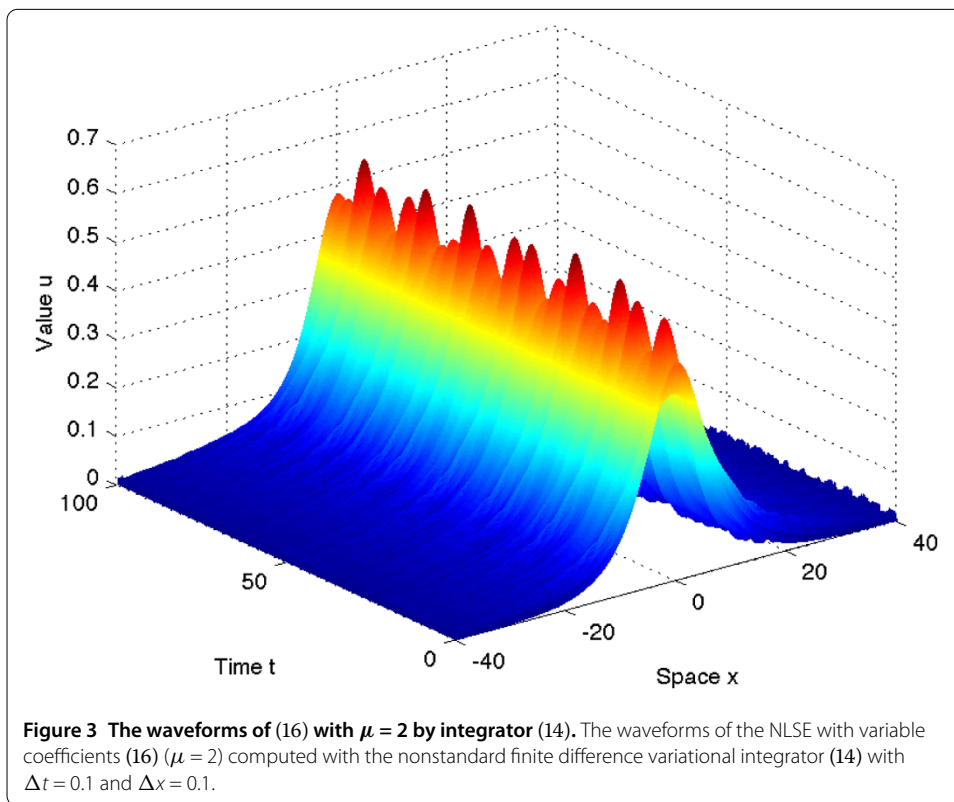 0.7
0.6
0.5
0.4
0.3
0.2
0.1
0
Value u
100
50
0
Time t
-40
-20
0
20
40
Space x
Figure 3 The waveforms of (16) with μ = 2 by integrator (14). The waveforms of the NLSE with variable
coefficients (16) (μ = 2) computed with the nonstandard finite difference variational integrator (14) with
Δt = 0.1 and Δx = 0.1.